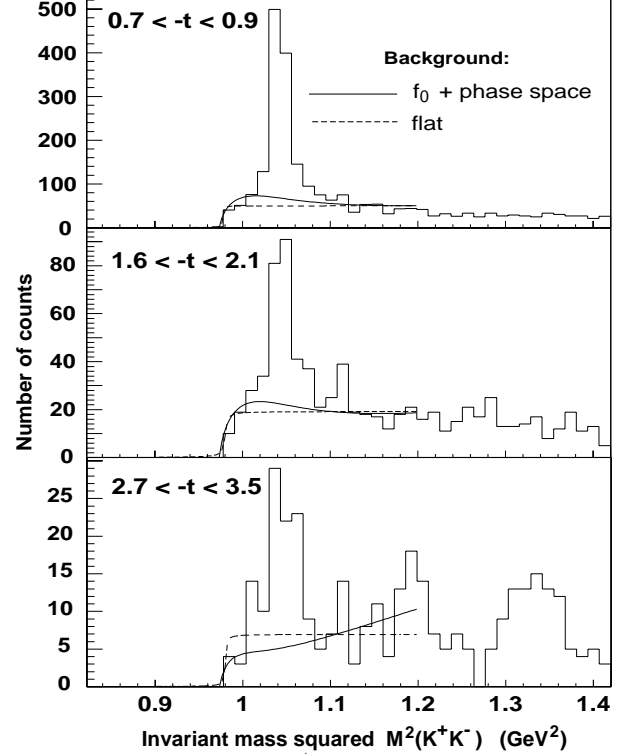 500
400
300
200
100
0
0.7 < -t < 0.9
Background:
f₀ + phase space
flat
80
60
40
20
0
1.6 < -t < 2.1
Number of counts
25
20
15
10
5
0
2.7 < -t < 3.5
0.9 1 1.1 1.2 1.3 1.4
Invariant mass squared M²(K⁺K⁻) (GeV²)